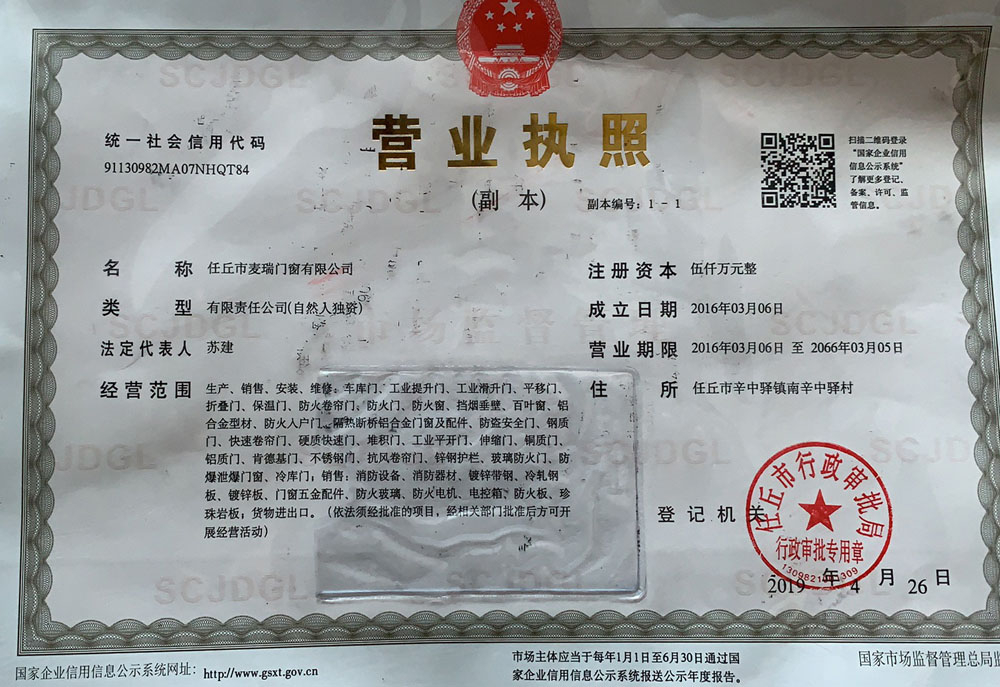 营业执照
(副 本)
副本编号：1－1
统一社会信用代码
91130982MA07NHQT84
扫描二维码登录
“国家企业信用
信息公示系统”
了解更多登记、
备案、许可、监
管信息。
名 称 任丘市麦瑞门窗有限公司
类 型 有限责任公司(自然人独资)
法定代表人 苏建
经营范围 生产、销售、安装、维修：车库门、工业提升门、工业滑升门、平移门、
折叠门、保温门、防火卷帘门、防火门、防火窗、挡烟垂壁、百叶窗、铝
合金型材、防火入户门、隔热断桥铝合金门窗及配件、防盗安全门、钢质
门、快速卷帘门、硬质快速门、堆积门、工业平开门、伸缩门、铜质门、
铝质门、肯德基门、不锈钢门、抗风卷帘门、锌钢护栏、玻璃防火门、防
爆泄爆门窗、冷库门；销售：消防设备、消防器材、镀锌带钢、冷轧钢
板、镀锌板、门窗五金配件、防火玻璃、防火电机、电控箱、防火板、珍
珠岩板；货物进出口。（依法须经批准的项目，经相关部门批准后方可开
展经营活动）
注册资本 伍仟万元整
成立日期 2016年03月06日
营业期限 2016年03月06日 至 2066年03月05日
住 所 任丘市辛中驿镇南辛中驿村
登记机关
任丘市行政审批局
行政审批专用章
2019 年 4 月 26 日
国家企业信用信息公示系统网址：http://www.gsxt.gov.cn
市场主体应当于每年1月1日至6月30日通过国
家企业信用信息公示系统报送公示年度报告。
国家市场监督管理总局监
SCJDGL
市场监督管理